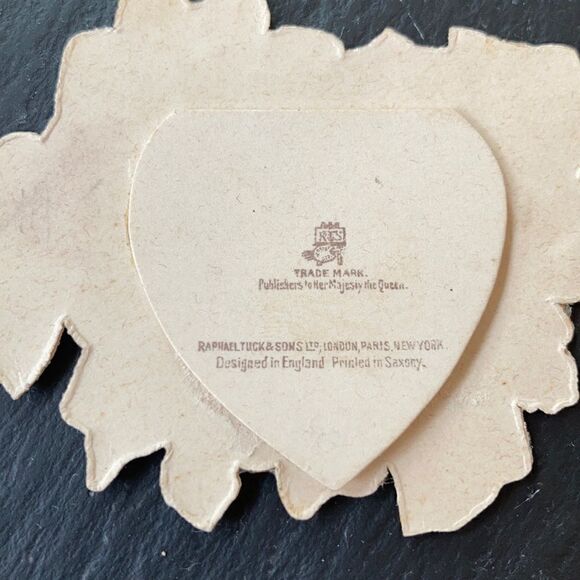 RTS
TRADE MARK.
Publishers to Her Majesty the Queen.
RAPHAEL TUCK & SONS LTD, LONDON, PARIS, NEW YORK.
Designed in England Printed in Saxony.